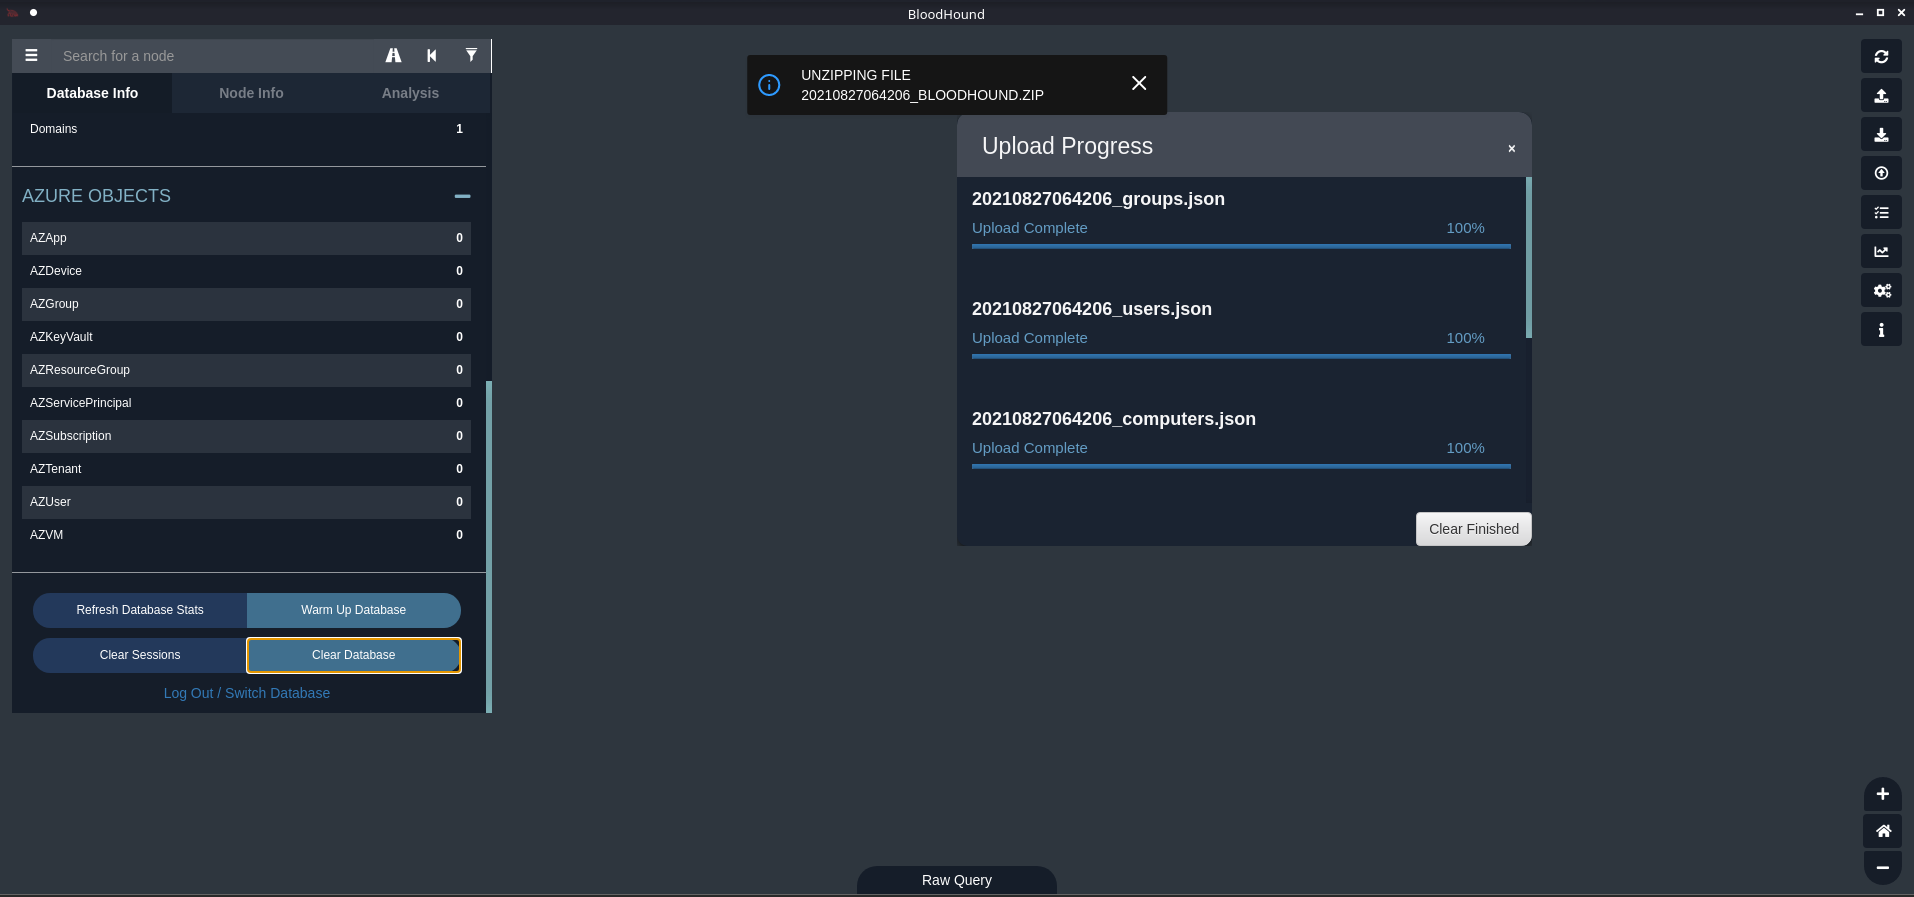 BloodHound
Search for a node
Database Info
Node Info
Analysis
Domains 1
AZURE OBJECTS
AZApp 0
AZDevice 0
AZGroup 0
AZKeyVault 0
AZResourceGroup 0
AZServicePrincipal 0
AZSubscription 0
AZTenant 0
AZUser 0
AZVM 0
Refresh Database Stats
Warm Up Database
Clear Sessions
Clear Database
Log Out / Switch Database
UNZIPPING FILE
20210827064206_BLOODHOUND.ZIP
Upload Progress
20210827064206_groups.json
Upload Complete 100%
20210827064206_users.json
Upload Complete 100%
20210827064206_computers.json
Upload Complete 100%
Clear Finished
Raw Query